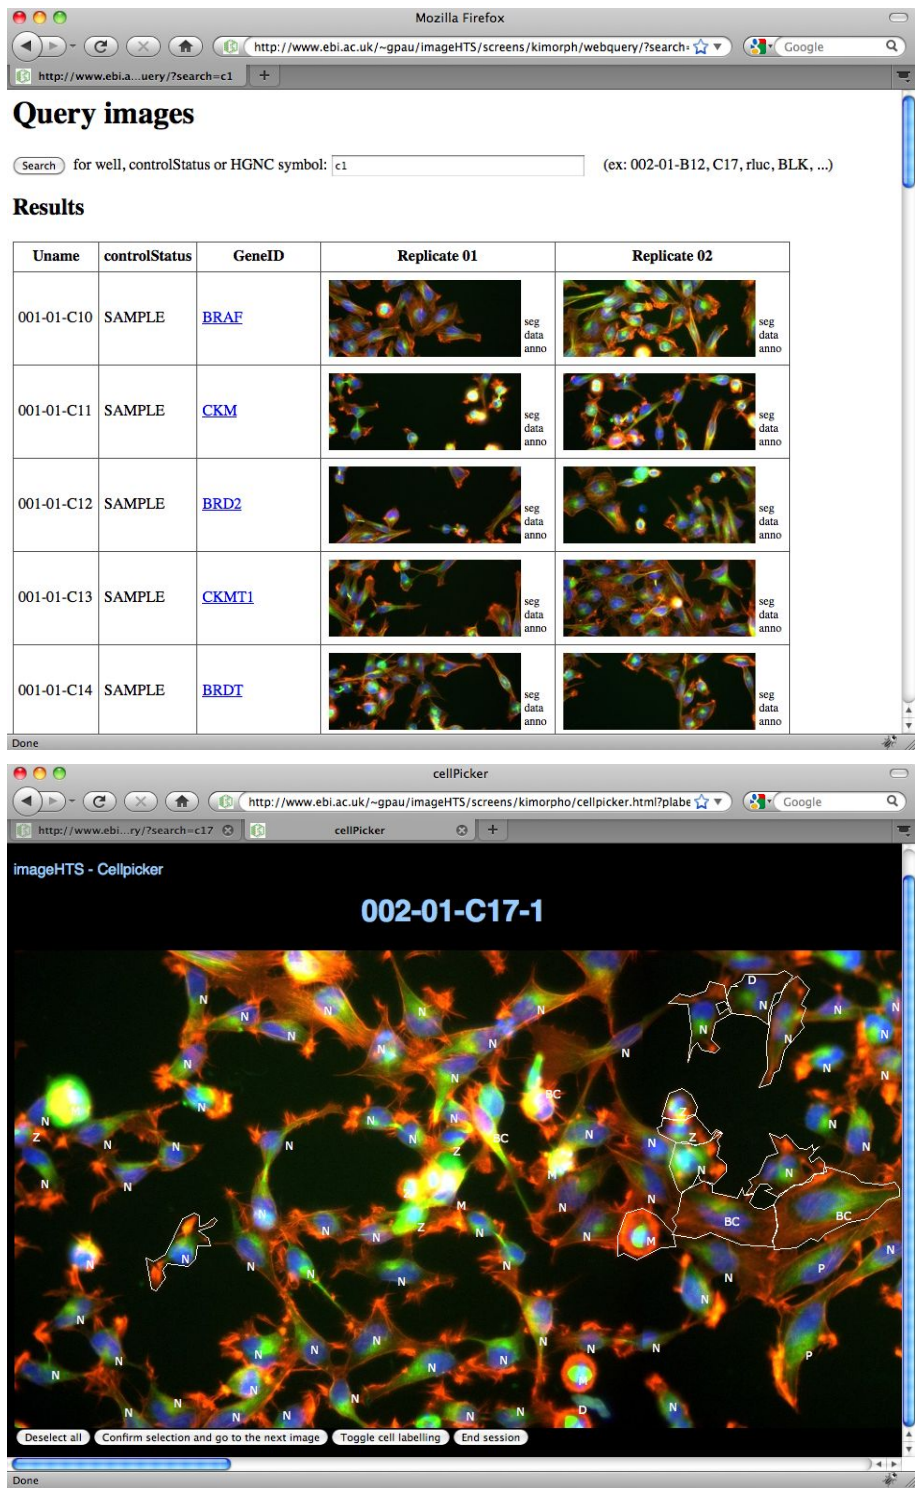 Mozilla Firefox
http://www.ebi.ac.uk/~gpau/imageHTS/screens/kimorph/webquery/?search=
Google
http://www.ebi.a...uery/?search=c1
Query images
Search for well, controlStatus or HGNC symbol: c1 (ex: 002-01-B12, C17, rluc, BLK, ...)
Results
Uname controlStatus GeneID Replicate 01 Replicate 02
001-01-C10 SAMPLE BRAF seg data anno seg data anno
001-01-C11 SAMPLE CKM seg data anno seg data anno
001-01-C12 SAMPLE BRD2 seg data anno seg data anno
001-01-C13 SAMPLE CKMT1 seg data anno seg data anno
001-01-C14 SAMPLE BRDT seg data anno seg data anno
Done
cellPicker
http://www.ebi.ac.uk/~gpau/imageHTS/screens/kimorpho/cellpicker.html?plabe
Google
http://www.ebi...ry/?search=c17 cellPicker
imageHTS - Cellpicker
002-01-C17-1
D
N N N N N N N
N N N N N
N N N N
N BC
N M N N N N
Z N N N BC Z N N Z N
N N M N N
N N M N BC BC
N N Z N M
N N N N N P N
N N
N N N N N N P
N N N M
N N N N N D N
Deselect all Confirm selection and go to the next image Toggle cell labelling End session
Done